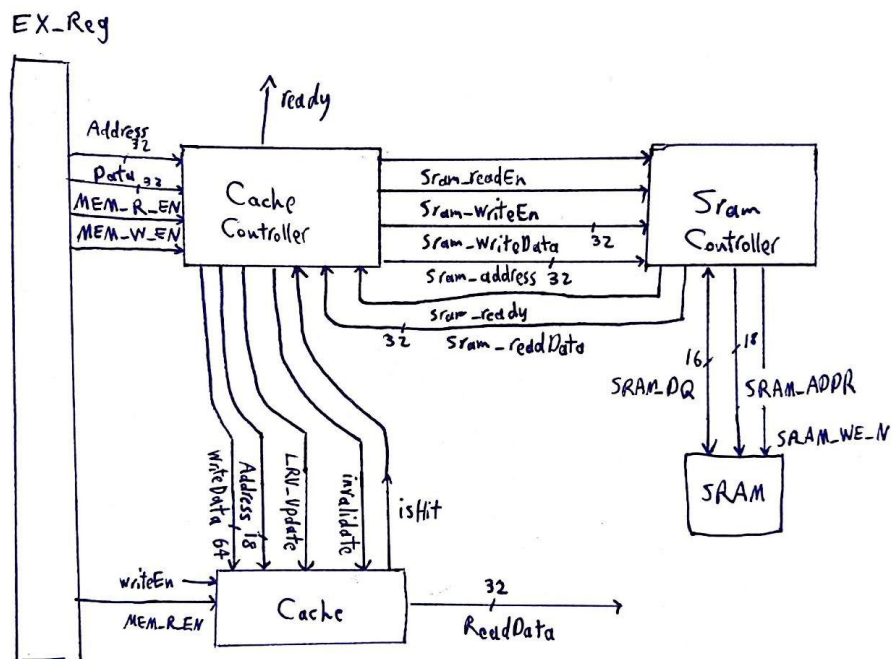 EX_Reg
ready
Address
32
Data 32
MEM_R_EN
MEM_W_EN
Cache
Controller
Sram_readEn
Sram_writeEn
32
Sram_writeData
Sram_address 32
sram_ready
32
Sram_readData
Sram
Controller
16
18
SRAM_DQ
SRAM_ADDR
SRAM_WE_N
SRAM
writeData 64
Address 18
LRU_Update
invalidate
isHit
writeEn
MEM_R_EN
Cache
32
ReadData